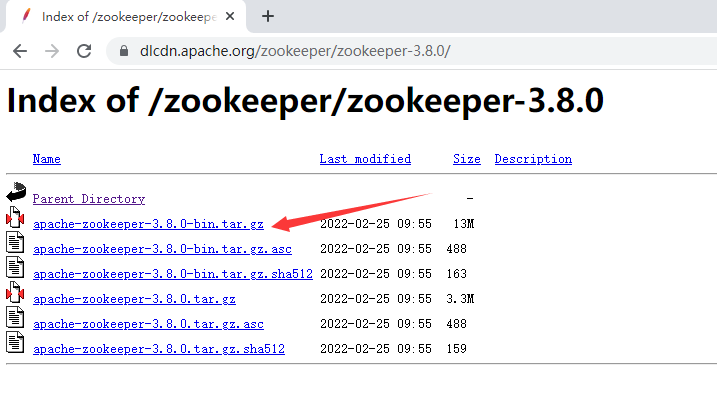 Index of /zookeeper/zookeepe
dlcdn.apache.org/zookeeper/zookeeper-3.8.0/
Index of /zookeeper/zookeeper-3.8.0
Name Last modified Size Description
Parent Directory -
apache-zookeeper-3.8.0-bin.tar.gz 2022-02-25 09:55 13M
apache-zookeeper-3.8.0-bin.tar.gz.asc 2022-02-25 09:55 488
apache-zookeeper-3.8.0-bin.tar.gz.sha512 2022-02-25 09:55 163
apache-zookeeper-3.8.0.tar.gz 2022-02-25 09:55 3.3M
apache-zookeeper-3.8.0.tar.gz.asc 2022-02-25 09:55 488
apache-zookeeper-3.8.0.tar.gz.sha512 2022-02-25 09:55 159